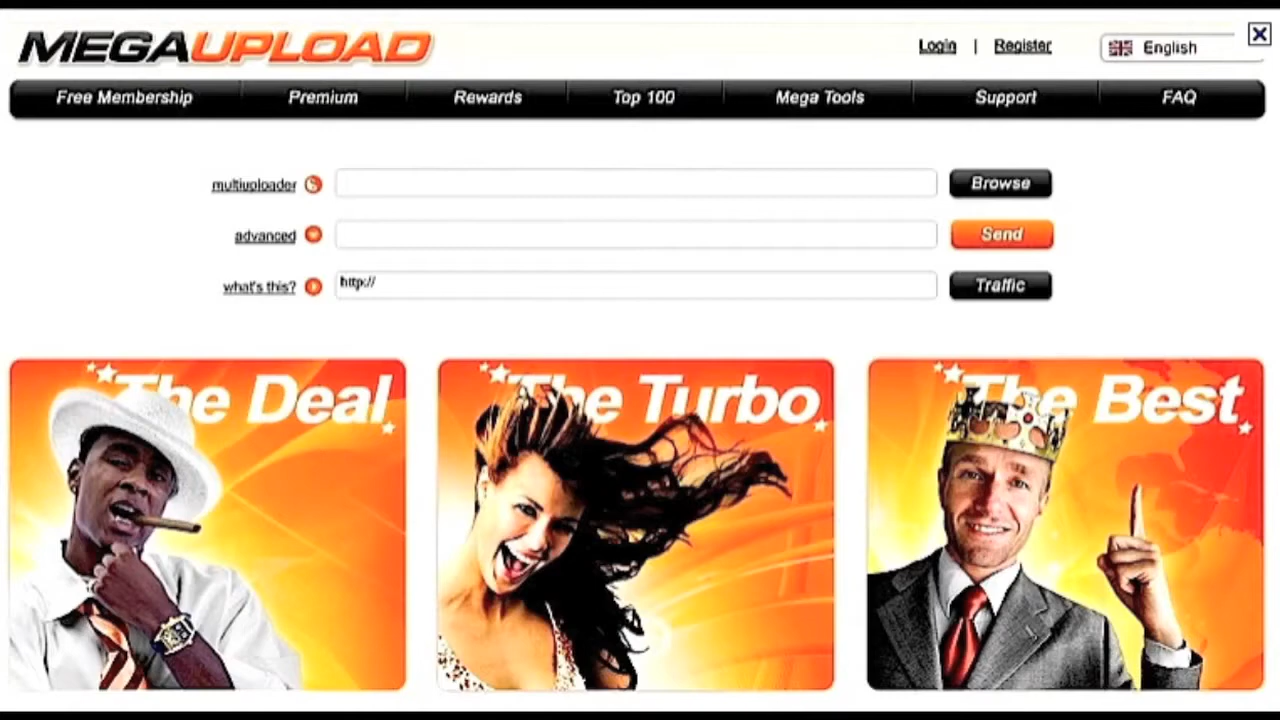 MEGAUPLOAD
Login | Register
English
Free Membership Premium Rewards Top 100 Mega Tools Support FAQ
multiuploader Browse
advanced Send
what's this? http:// Traffic
The Deal The Turbo The Best